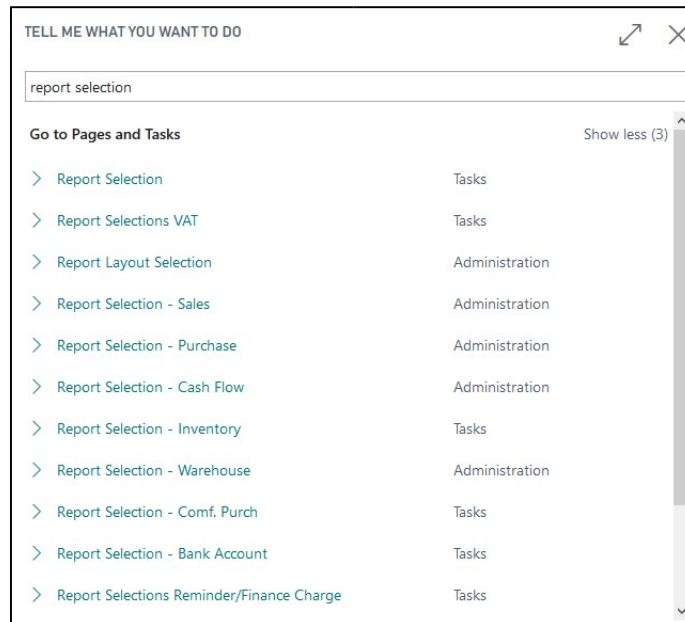 TELL ME WHAT YOU WANT TO DO
report selection
Go to Pages and Tasks Show less (3)
Report Selection Tasks
Report Selections VAT Tasks
Report Layout Selection Administration
Report Selection - Sales Administration
Report Selection - Purchase Administration
Report Selection - Cash Flow Administration
Report Selection - Inventory Tasks
Report Selection - Warehouse Administration
Report Selection - Comf. Purch Tasks
Report Selection - Bank Account Tasks
Report Selections Reminder/Finance Charge Tasks